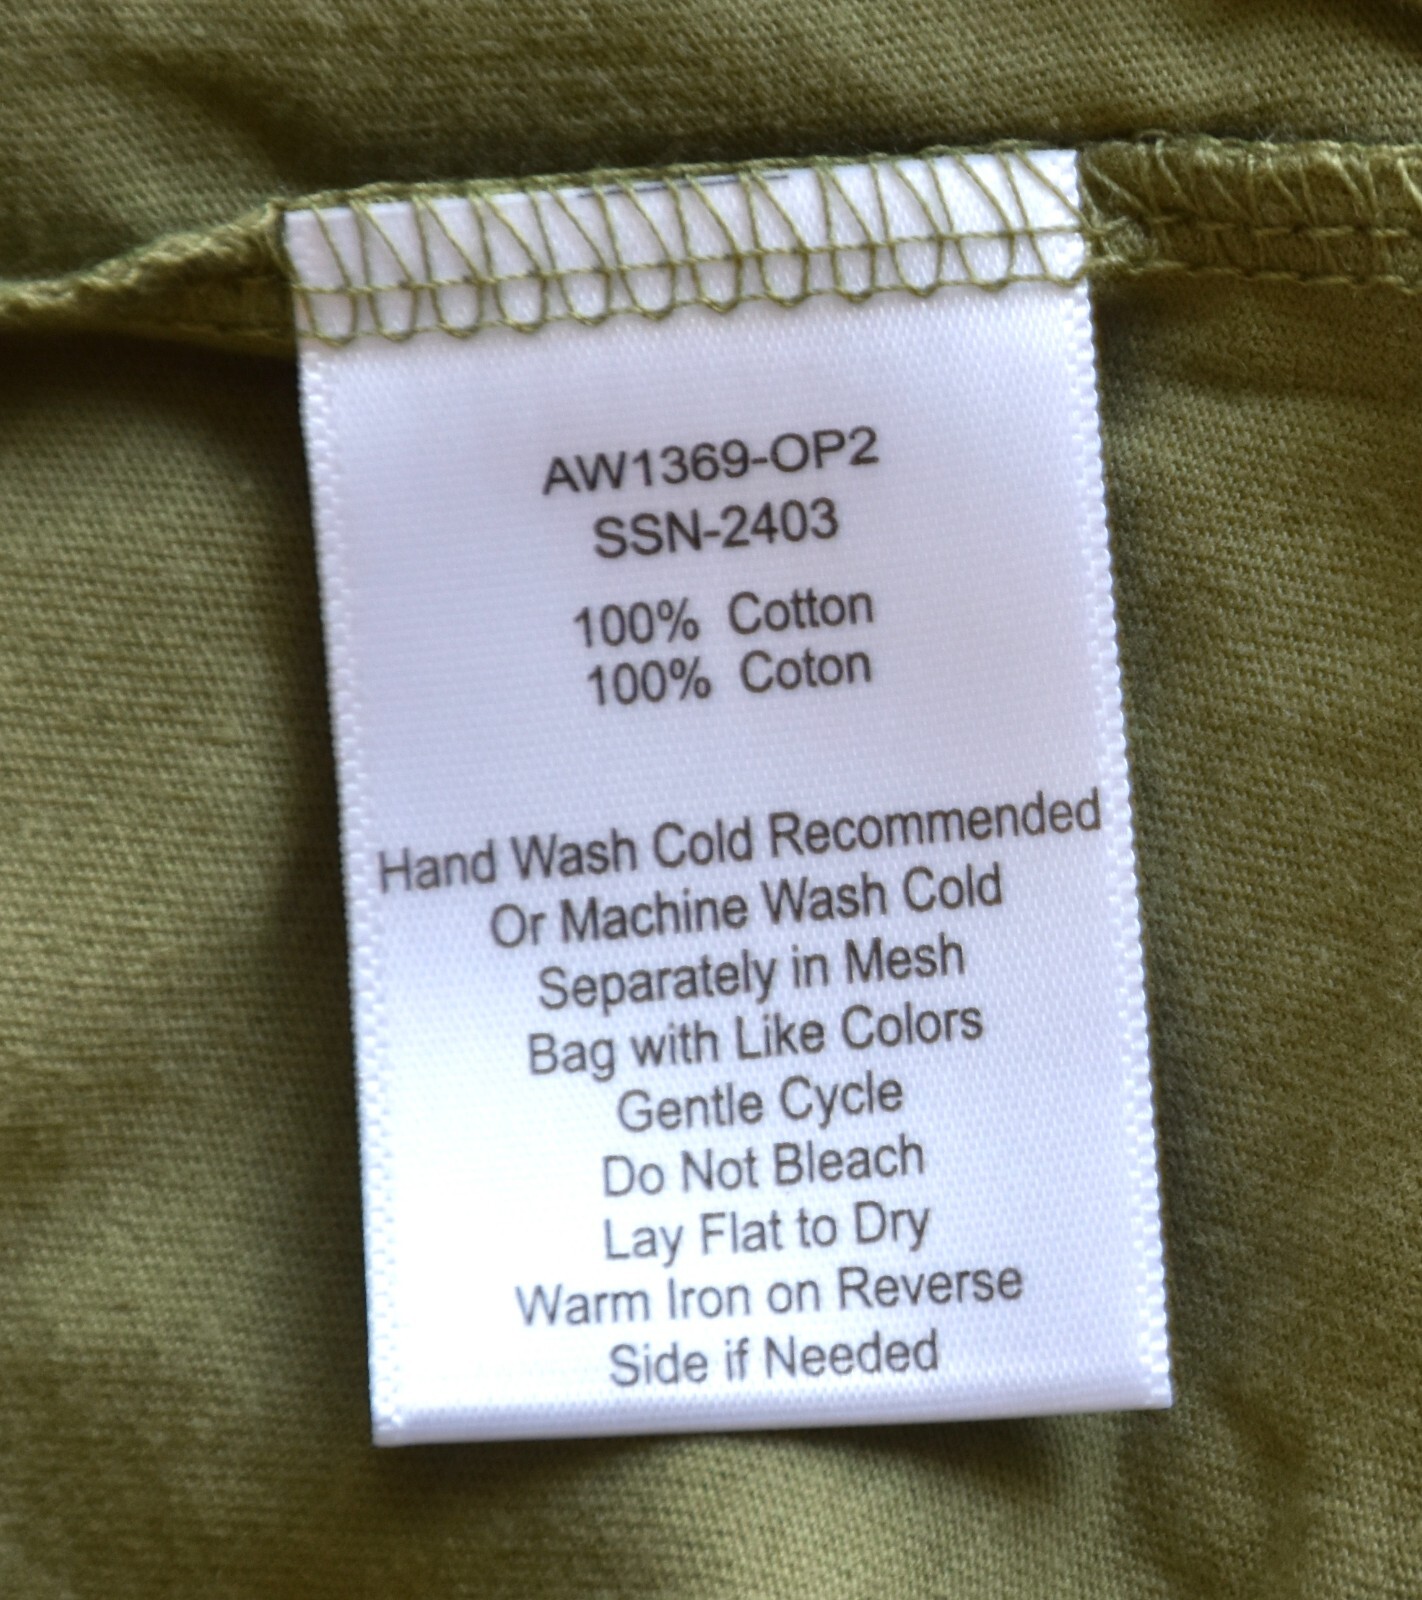 AW1369-OP2
SSN-2403
100% Cotton
100% Coton
Hand Wash Cold Recommended
Or Machine Wash Cold
Separately in Mesh
Bag with Like Colors
Gentle Cycle
Do Not Bleach
Lay Flat to Dry
Warm Iron on Reverse
Side if Needed